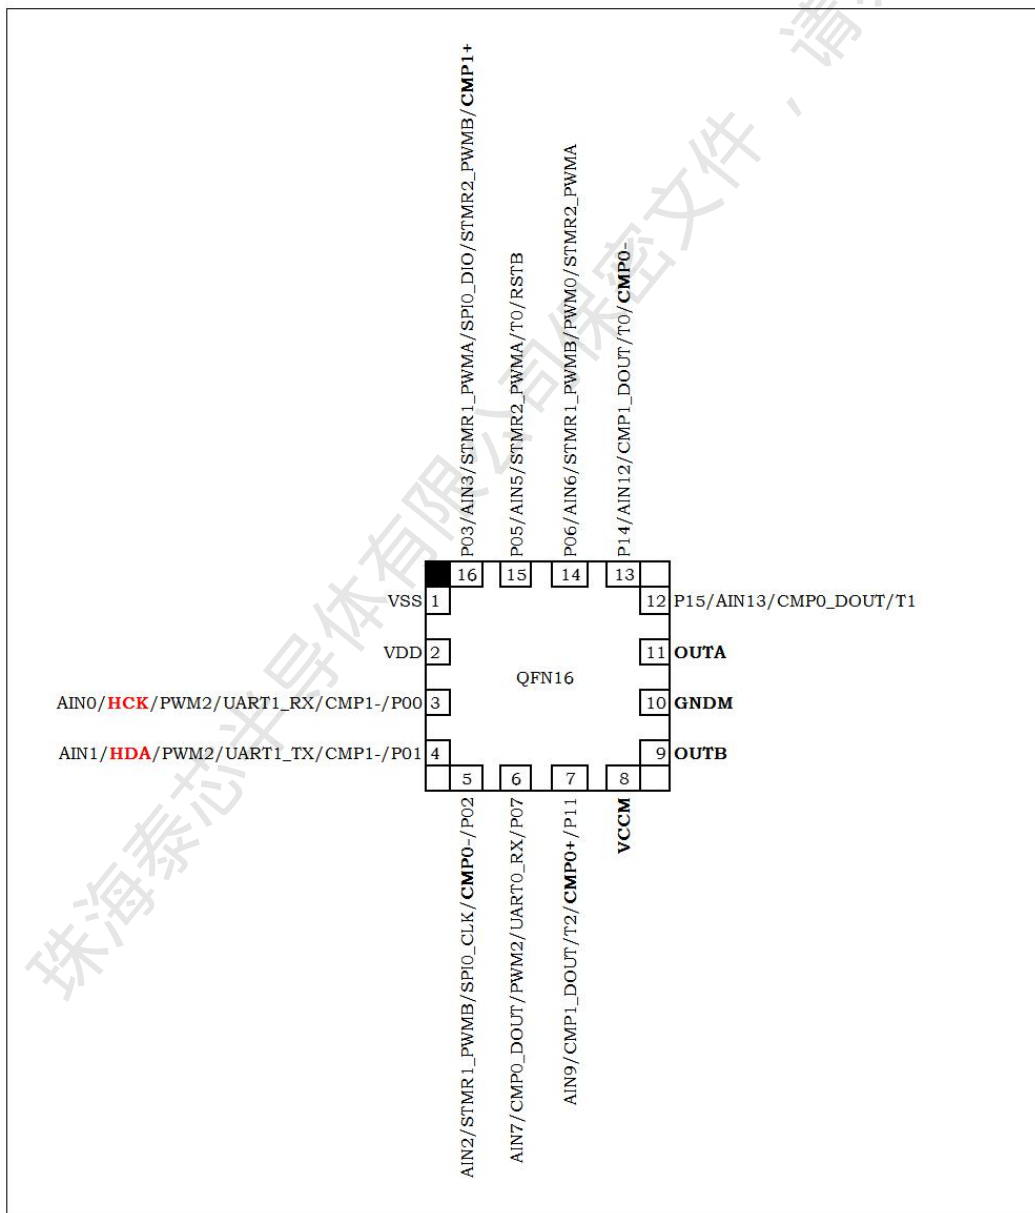 P03/AIN3/STMR1_PWMA/SPI0_DIO/STMR2_PWMB/CMP1+
P05/AIN5/STMR2_PWMA/T0/RSTB
P06/AIN6/STMR1_PWMB/PWM0/STMR2_PWMA
P14/AIN12/CMP1_DOUT/T0/CMP0-
16 15 14 13
VSS 1
12 P15/AIN13/CMP0_DOUT/T1
VDD 2
11 OUTA
QFN16
AIN0/HCK/PWM2/UART1_RX/CMP1-/P00 3
10 GNDM
AIN1/HDA/PWM2/UART1_TX/CMP1-/P01 4
9 OUTB
5 6 7 8
AIN2/STMR1_PWMB/SPI0_CLK/CMP0-/P02
AIN7/CMP0_DOUT/PWM2/UART0_RX/P07
AIN9/CMP1_DOUT/T2/CMP0+/P11
VCCM
珠海泰芯半导体有限公司保密文件，请